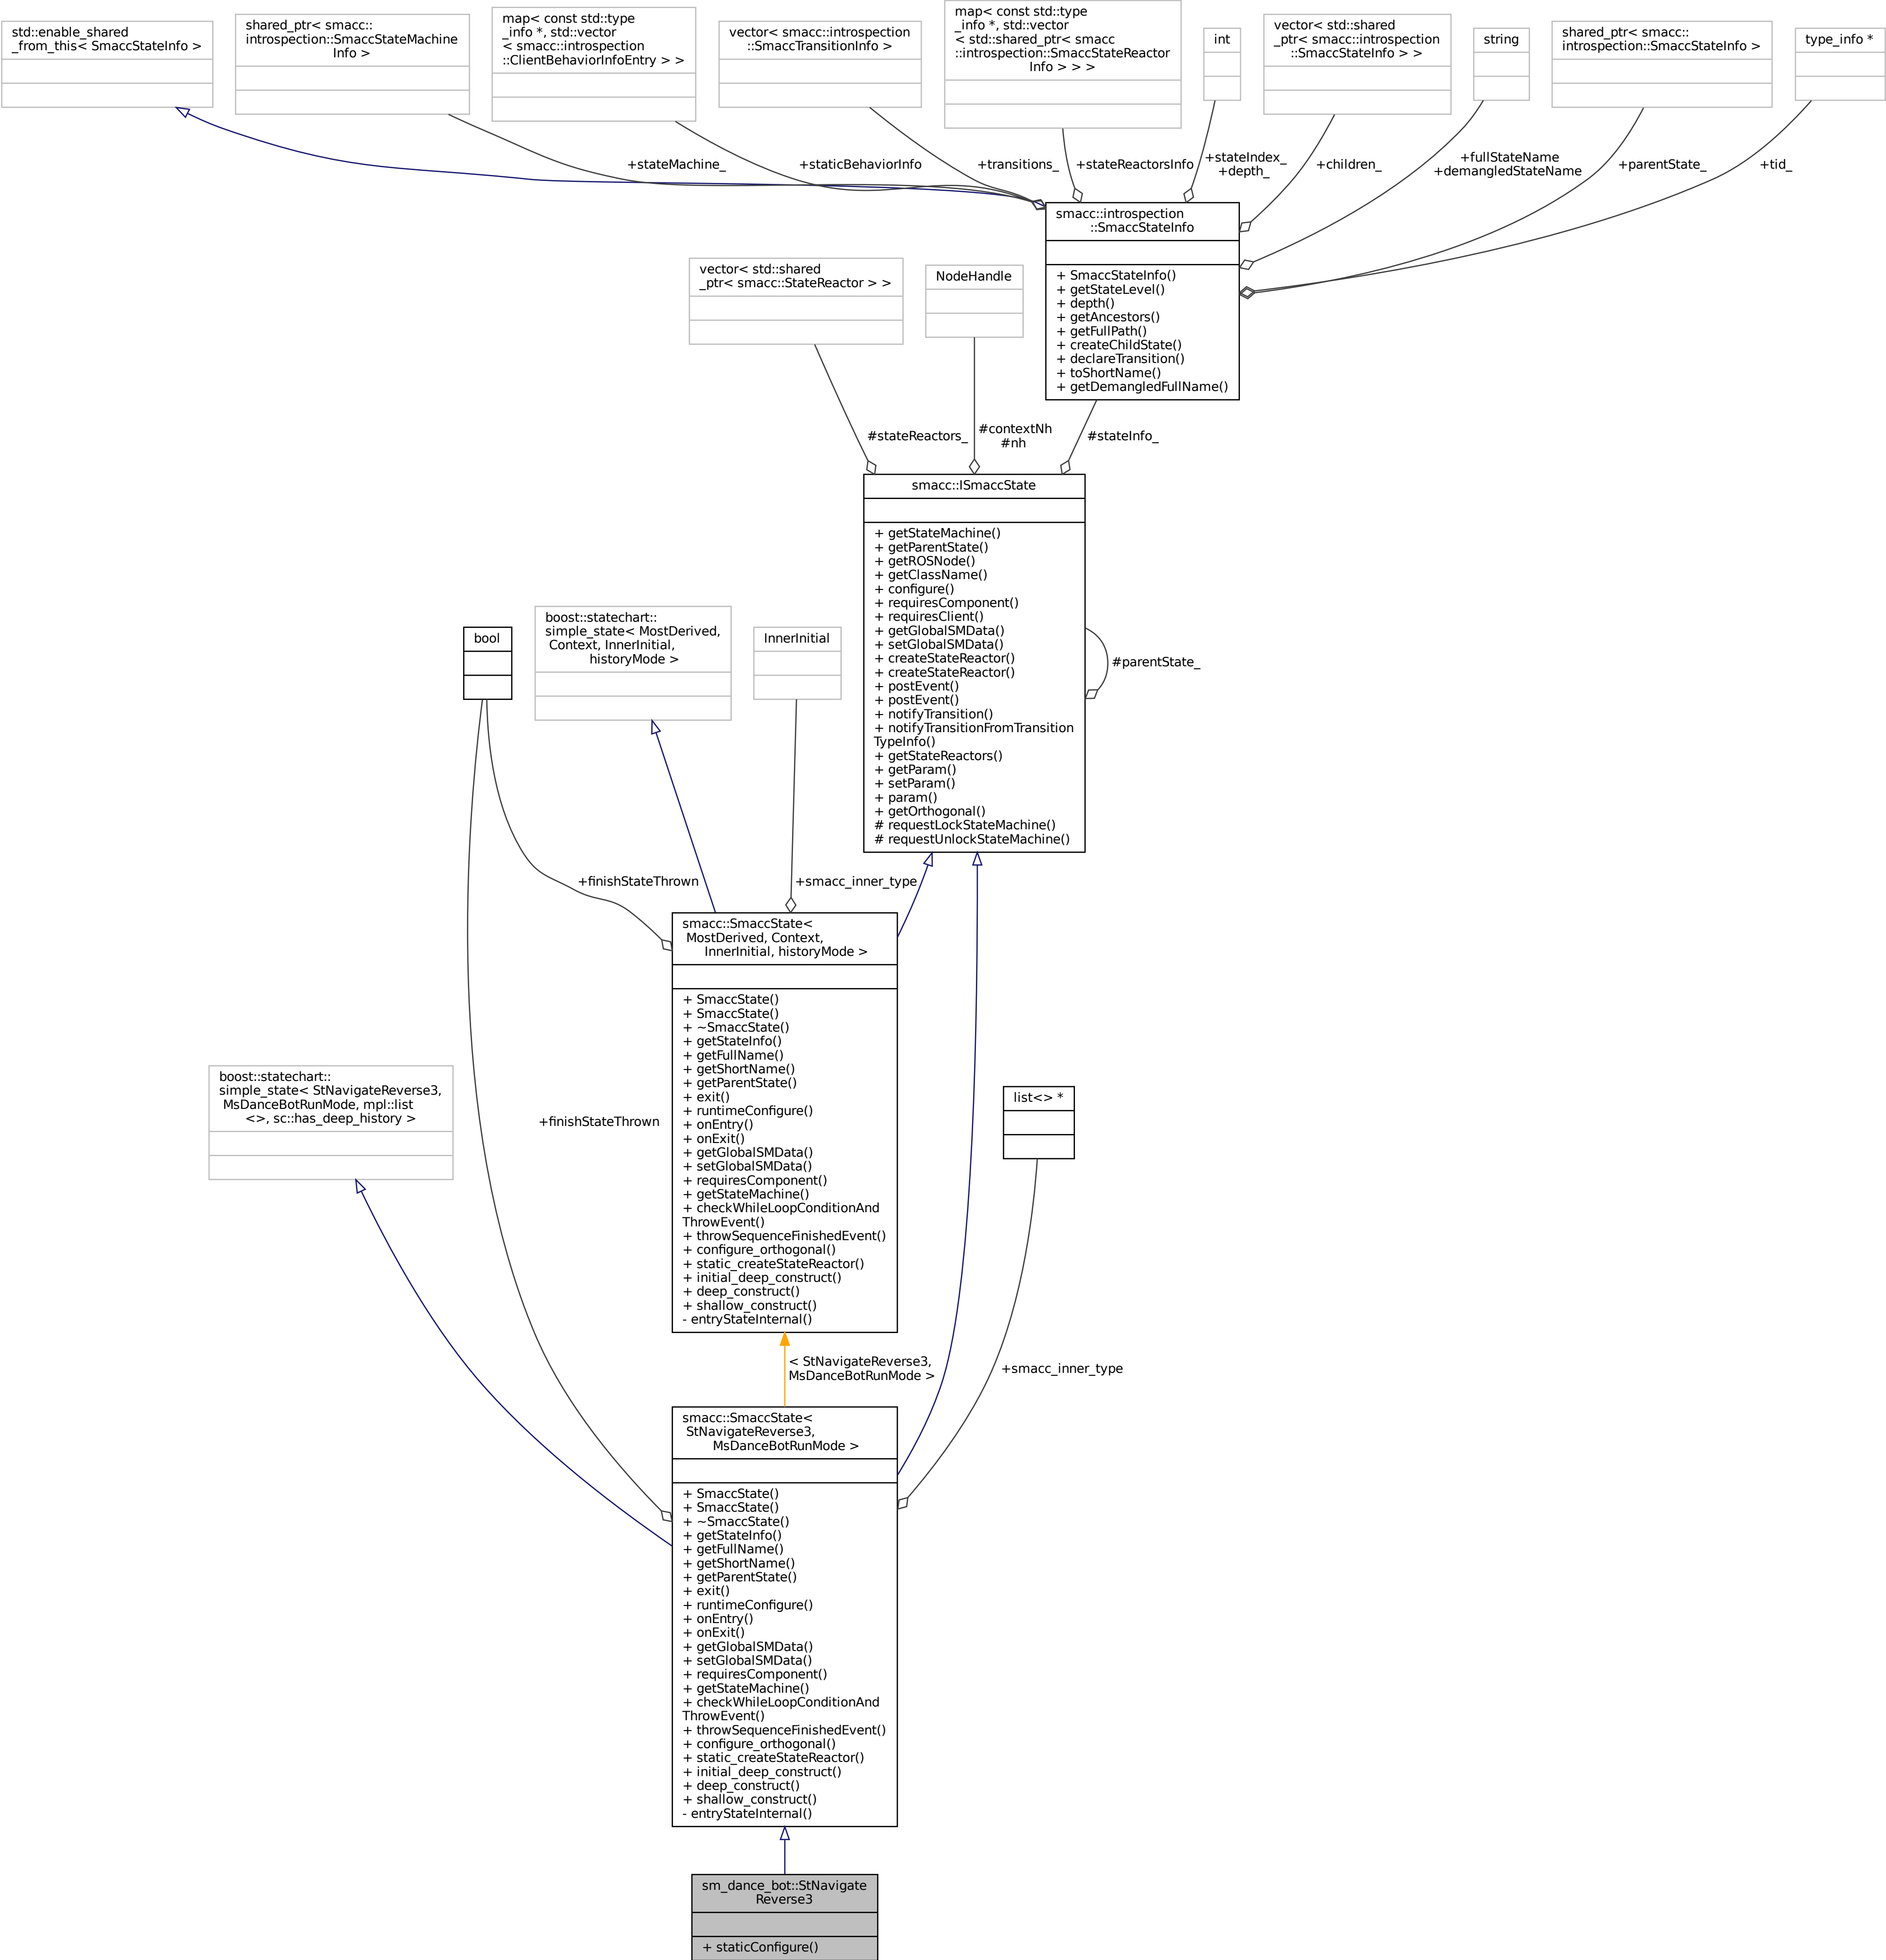 std::enable_shared
_from_this< SmaccStateInfo >
shared_ptr< smacc::
introspection::SmaccStateMachine
Info >
map< const std::type
_info *, std::vector
< smacc::introspection
::ClientBehaviorInfoEntry > >
vector< smacc::introspection
::SmaccTransitionInfo >
map< const std::type
_info *, std::vector
< std::shared_ptr< smacc
::introspection::SmaccStateReactor
Info > > >
int
vector< std::shared
_ptr< smacc::introspection
::SmaccStateInfo > >
string
shared_ptr< smacc::
introspection::SmaccStateInfo >
type_info *
+stateMachine_
+staticBehaviorInfo
+transitions_
+stateReactorsInfo
+stateIndex_
+depth_
+children_
+fullStateName
+demangledStateName
+parentState_
+tid_
smacc::introspection
::SmaccStateInfo
+ SmaccStateInfo()
+ getStateLevel()
+ depth()
+ getAncestors()
+ getFullPath()
+ createChildState()
+ declareTransition()
+ toShortName()
+ getDemangledFullName()
vector< std::shared
_ptr< smacc::StateReactor > >
NodeHandle
#stateReactors_
#contextNh
#nh
#stateInfo_
smacc::ISmaccState
+ getStateMachine()
+ getParentState()
+ getROSNode()
+ getClassName()
+ configure()
+ requiresComponent()
+ requiresClient()
+ getGlobalSMData()
+ setGlobalSMData()
+ createStateReactor()
+ createStateReactor()
+ postEvent()
+ postEvent()
+ notifyTransition()
+ notifyTransitionFromTransition
TypeInfo()
+ getStateReactors()
+ getParam()
+ setParam()
+ param()
+ getOrthogonal()
# requestLockStateMachine()
# requestUnlockStateMachine()
#parentState_
bool
boost::statechart::
simple_state< MostDerived,
Context, InnerInitial,
historyMode >
InnerInitial
+finishStateThrown
+smacc_inner_type
smacc::SmaccState<
MostDerived, Context,
InnerInitial, historyMode >
+ SmaccState()
+ SmaccState()
+ ~SmaccState()
+ getStateInfo()
+ getFullName()
+ getShortName()
+ getParentState()
+ exit()
+ runtimeConfigure()
+ onEntry()
+ onExit()
+ getGlobalSMData()
+ setGlobalSMData()
+ requiresComponent()
+ getStateMachine()
+ checkWhileLoopConditionAnd
ThrowEvent()
+ throwSequenceFinishedEvent()
+ configure_orthogonal()
+ static_createStateReactor()
+ initial_deep_construct()
+ deep_construct()
+ shallow_construct()
- entryStateInternal()
boost::statechart::
simple_state< StNavigateReverse3,
MsDanceBotRunMode, mpl::list
<>, sc::has_deep_history >
+finishStateThrown
list<> *
< StNavigateReverse3,
MsDanceBotRunMode >
+smacc_inner_type
smacc::SmaccState<
StNavigateReverse3,
MsDanceBotRunMode >
+ SmaccState()
+ SmaccState()
+ ~SmaccState()
+ getStateInfo()
+ getFullName()
+ getShortName()
+ getParentState()
+ exit()
+ runtimeConfigure()
+ onEntry()
+ onExit()
+ getGlobalSMData()
+ setGlobalSMData()
+ requiresComponent()
+ getStateMachine()
+ checkWhileLoopConditionAnd
ThrowEvent()
+ throwSequenceFinishedEvent()
+ configure_orthogonal()
+ static_createStateReactor()
+ initial_deep_construct()
+ deep_construct()
+ shallow_construct()
- entryStateInternal()
sm_dance_bot::StNavigate
Reverse3
+ staticConfigure()